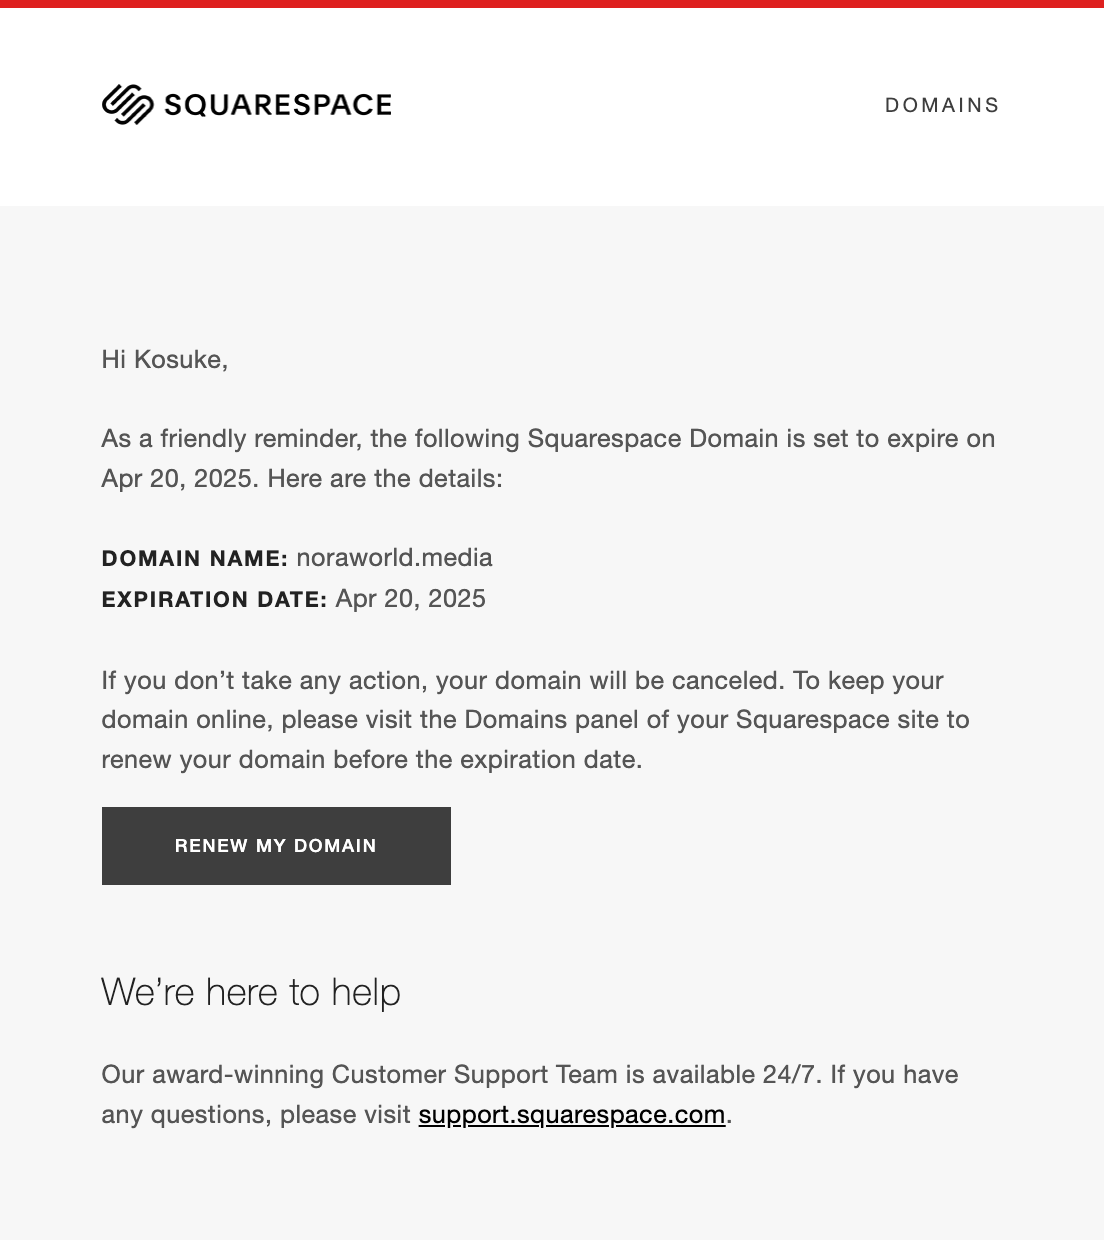 SQUARESPACE
DOMAINS
Hi Kosuke,
As a friendly reminder, the following Squarespace Domain is set to expire on
Apr 20, 2025. Here are the details:
DOMAIN NAME: noraworld.media
EXPIRATION DATE: Apr 20, 2025
If you don’t take any action, your domain will be canceled. To keep your
domain online, please visit the Domains panel of your Squarespace site to
renew your domain before the expiration date.
RENEW MY DOMAIN
We’re here to help
Our award-winning Customer Support Team is available 24/7. If you have
any questions, please visit support.squarespace.com.